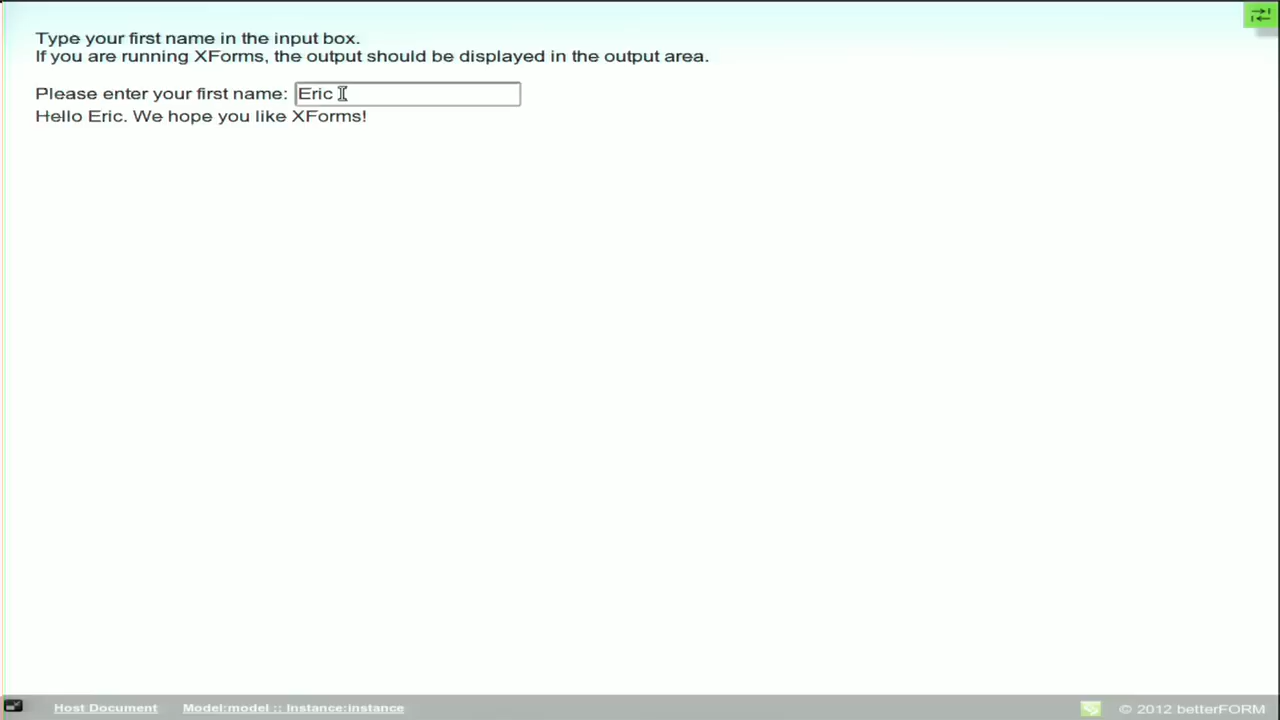 Type your first name in the input box.
If you are running XForms, the output should be displayed in the output area.
Please enter your first name: Eric
Hello Eric. We hope you like XForms!
Host Document Model:model :: Instance:instance © 2012 betterFORM